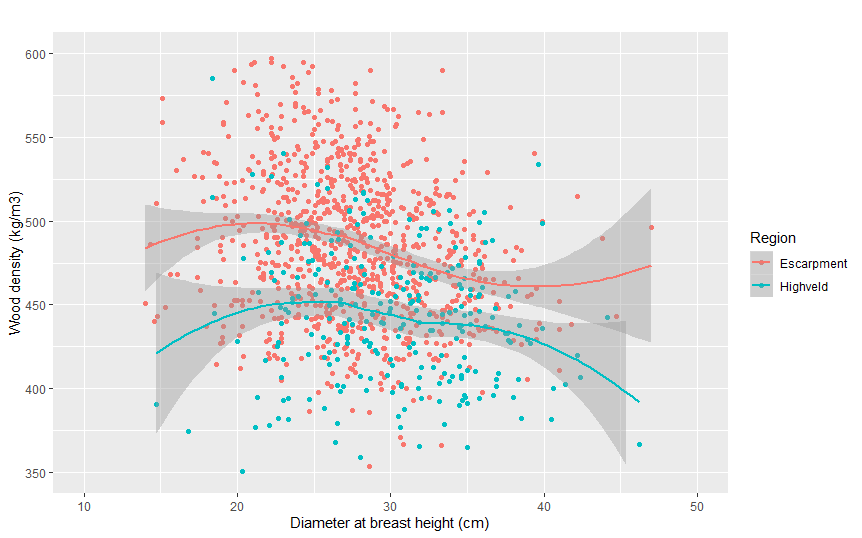 600
550
500
450
400
350
Wood density (kg/m3)
10 20 30 40 50
Diameter at breast height (cm)
Region
Escarpment
Highveld